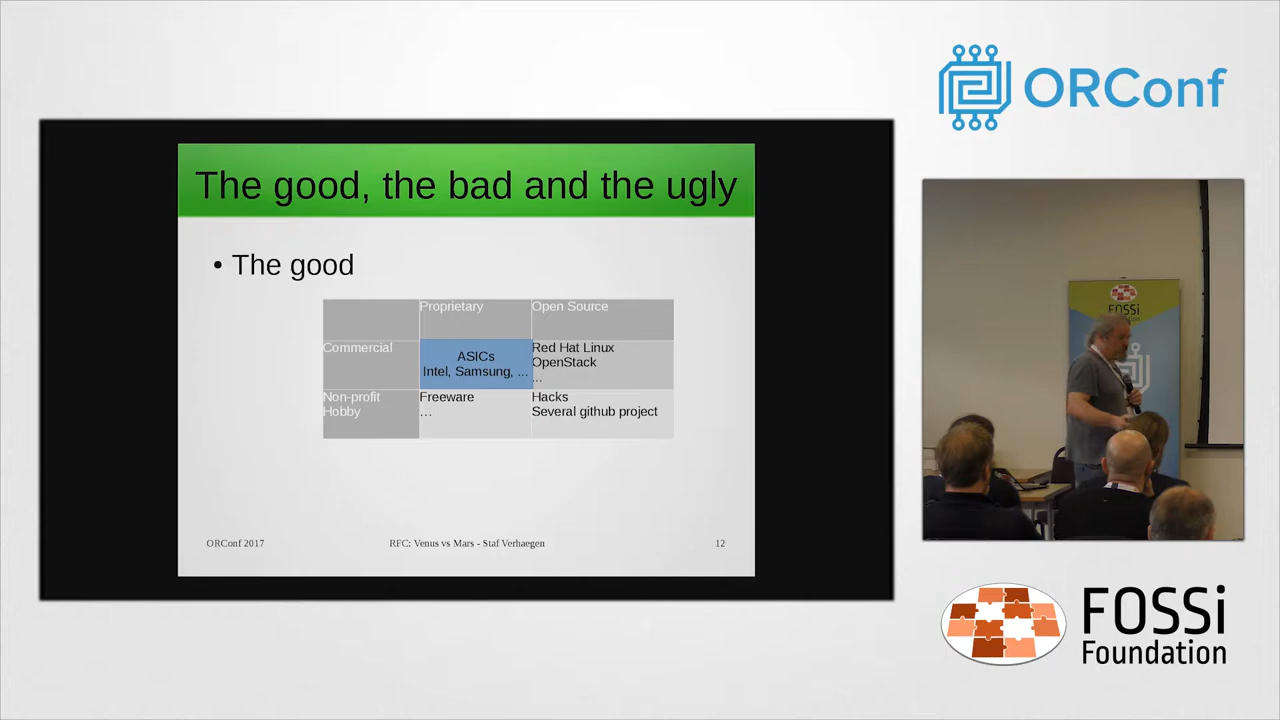 ORConf
The good, the bad and the ugly
• The good
Proprietary Open Source
Commercial ASICs Intel, Samsung, ... Red Hat Linux OpenStack ...
Non-profit Hobby Freeware ... Hacks Several github project
ORConf 2017 RFC: Venus vs Mars - Staf Verhaegen 12
FOSSi
FOSSi
Foundation